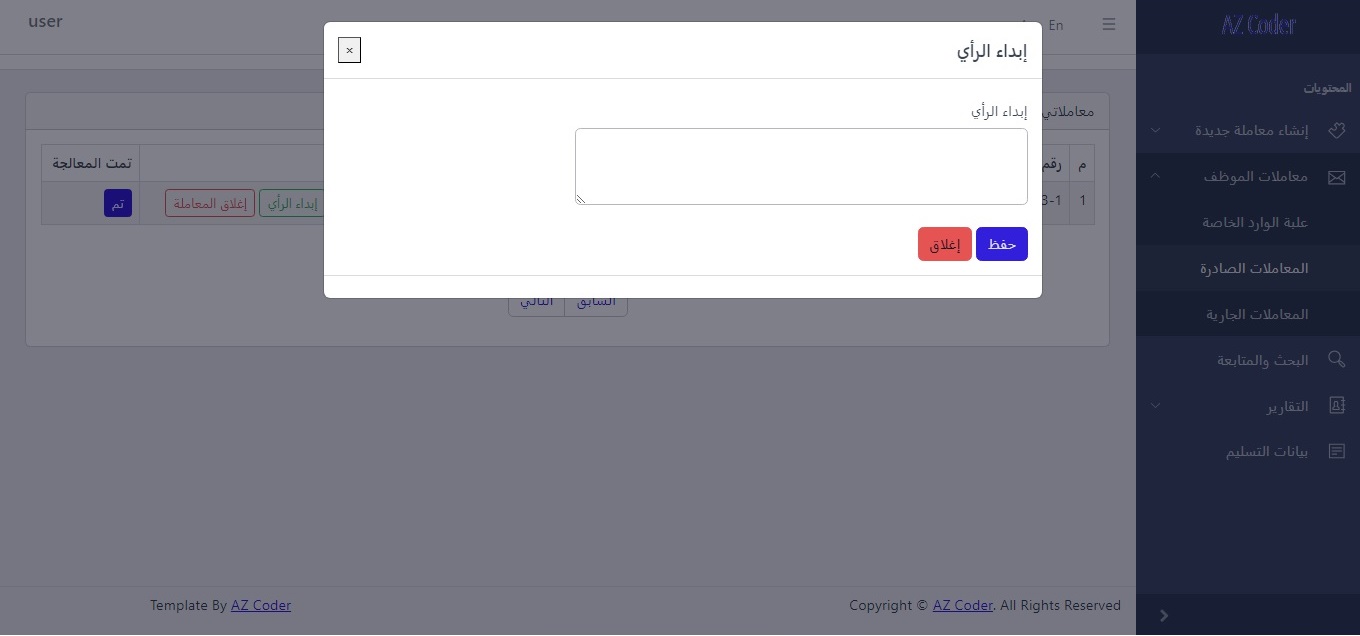 user
En
AZ Coder
إبداء الرأي
×
إبداء الرأي
حفظ
إغلاق
معاملاتي
م
رقم
تمت المعالجة
1
3-1
إبداء الرأي
إغلاق المعاملة
تم
السابق
التالي
المحتويات
إنشاء معاملة جديدة
معاملات الموظف
علبة الوارد الخاصة
المعاملات الصادرة
المعاملات الجارية
البحث والمتابعة
التقارير
بيانات التسليم
Template By AZ Coder
Copyright © AZ Coder. All Rights Reserved